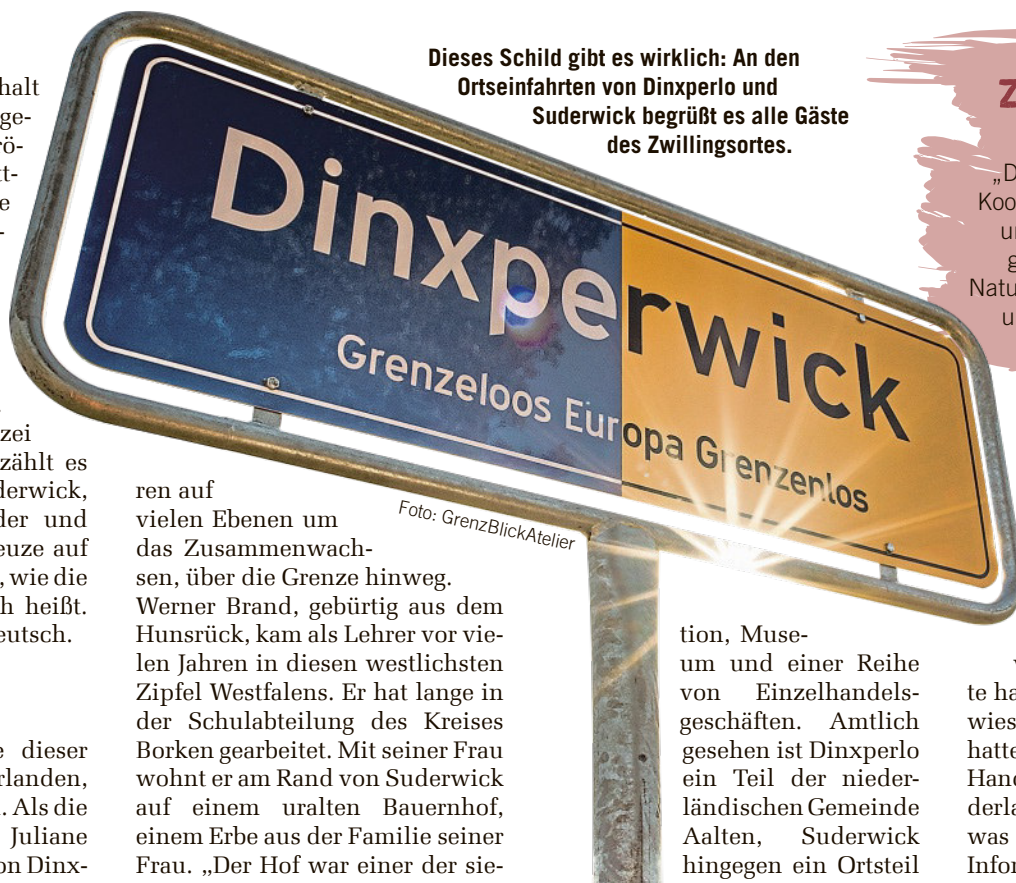 Dieses Schild gibt es wirklich: An den
Ortseinfahrten von Dinxperlo und
Suderwick begrüßt es alle Gäste
des Zwillingsortes.
Dinxperwick
Grenzeloos Europa Grenzenlos
Foto: GrenzBlickAtelier
halt
ge-
rö-
tt-
e
-
zei
zählt es
derwick,
der und
euze auf
, wie die
h heißt.
eutsch.
e dieser
rlanden,
. Als die
Juliane
on Dinx-
ren auf
vielen Ebenen um
das Zusammenwach-
sen, über die Grenze hinweg.
Werner Brand, gebürtig aus dem
Hunsrück, kam als Lehrer vor vie-
len Jahren in diesen westlichsten
Zipfel Westfalens. Er hat lange in
der Schulabteilung des Kreises
Borken gearbeitet. Mit seiner Frau
wohnt er am Rand von Suderwick
auf einem uralten Bauernhof,
einem Erbe aus der Familie seiner
Frau. „Der Hof war einer der sie-
tion, Muse-
um und einer Reihe
von Einzelhandels-
geschäften. Amtlich
gesehen ist Dinxperlo
ein Teil der nieder-
ländischen Gemeinde
Aalten, Suderwick
hingegen ein Ortsteil
Z
„D
Koo
u
g
Natu
u
te ha
wies
hatte
Hand
derla
was
Infor